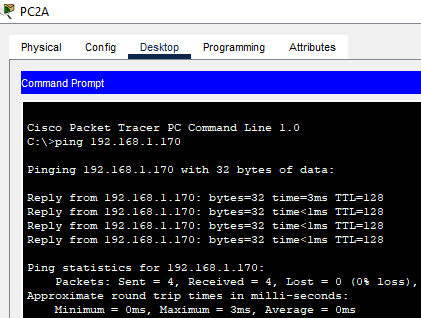 PC2A
Physical Config Desktop Programming Attributes
Command Prompt
Cisco Packet Tracer PC Command Line 1.0
C:\>ping 192.168.1.170
Pinging 192.168.1.170 with 32 bytes of data:
Reply from 192.168.1.170: bytes=32 time=3ms TTL=128
Reply from 192.168.1.170: bytes=32 time<1ms TTL=128
Reply from 192.168.1.170: bytes=32 time<1ms TTL=128
Reply from 192.168.1.170: bytes=32 time<1ms TTL=128
Ping statistics for 192.168.1.170:
Packets: Sent = 4, Received = 4, Lost = 0 (0% loss),
Approximate round trip times in milli-seconds:
Minimum = 0ms, Maximum = 3ms, Average = 0ms